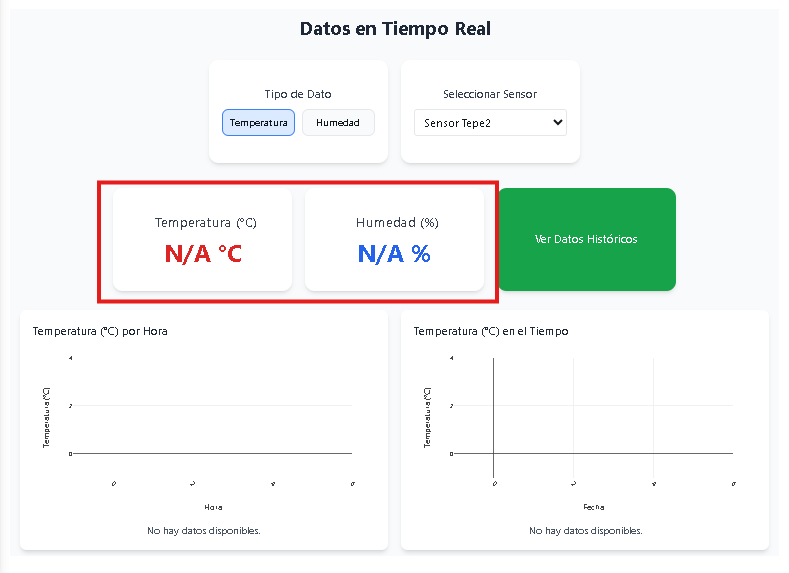 Datos en Tiempo Real
Tipo de Dato
Temperatura Humedad
Seleccionar Sensor
Sensor Tepe2
Temperatura (°C)
N/A °C
Humedad (%)
N/A %
Ver Datos Históricos
Temperatura (°C) por Hora
4
2
0
Temperatura (°C)
0 2 4 6
Hora
No hay datos disponibles.
Temperatura (°C) en el Tiempo
4
2
0
Temperatura (°C)
0 2 4 6
Fecha
No hay datos disponibles.